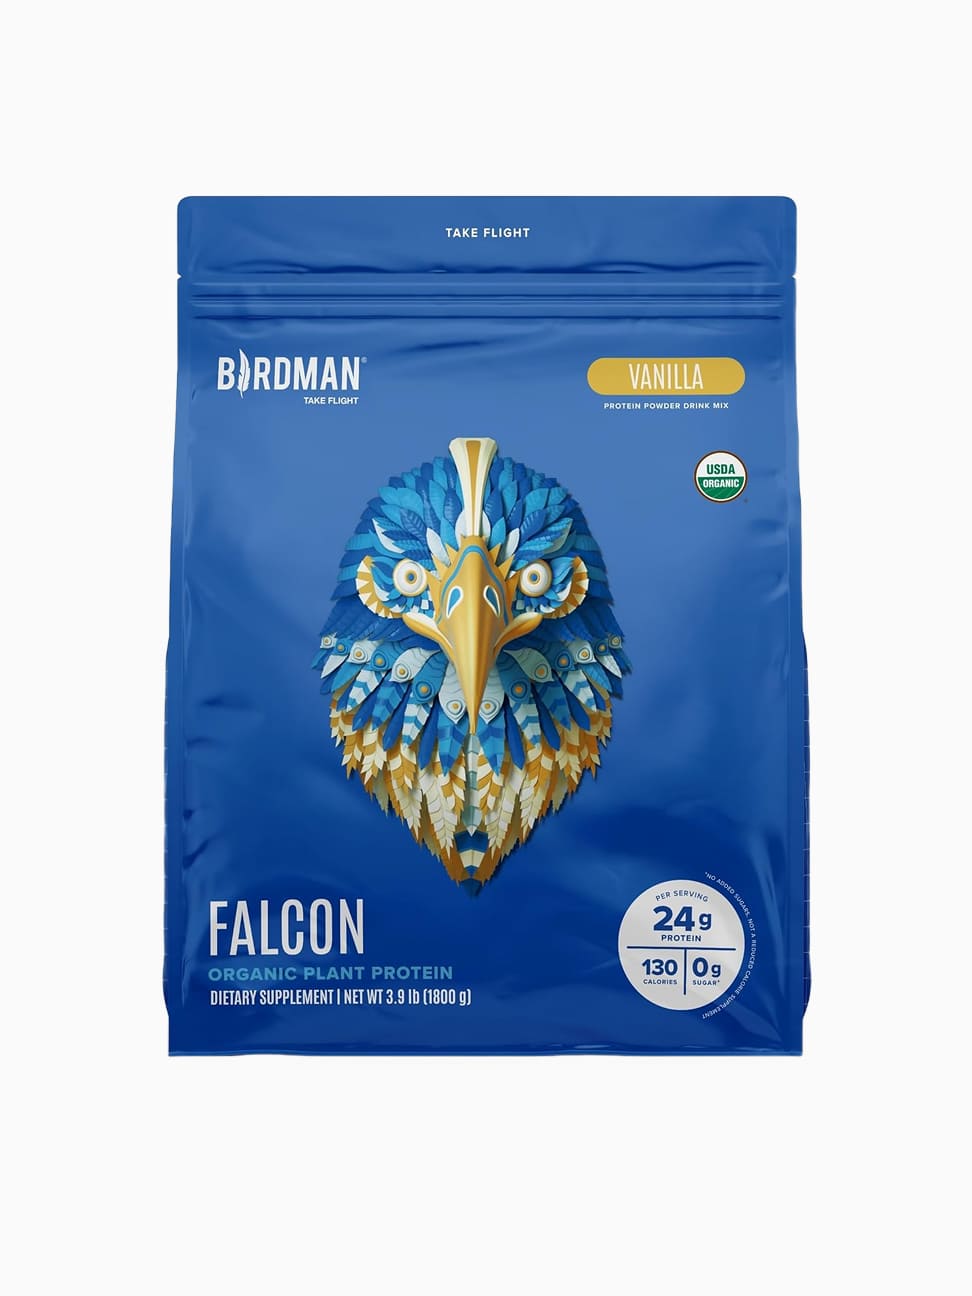 TAKE FLIGHT
BIRDMAN®
TAKE FLIGHT
VANILLA
PROTEIN POWDER DRINK MIX
USDA
ORGANIC
FALCON
ORGANIC PLANT PROTEIN
DIETARY SUPPLEMENT | NET WT 3.9 lb (1800 g)
PER SERVING
24g
PROTEIN
130
CALORIES
0g
SUGAR*
*NO ADDED SUGARS. NOT A REDUCED CALORIE SUPPLEMENT